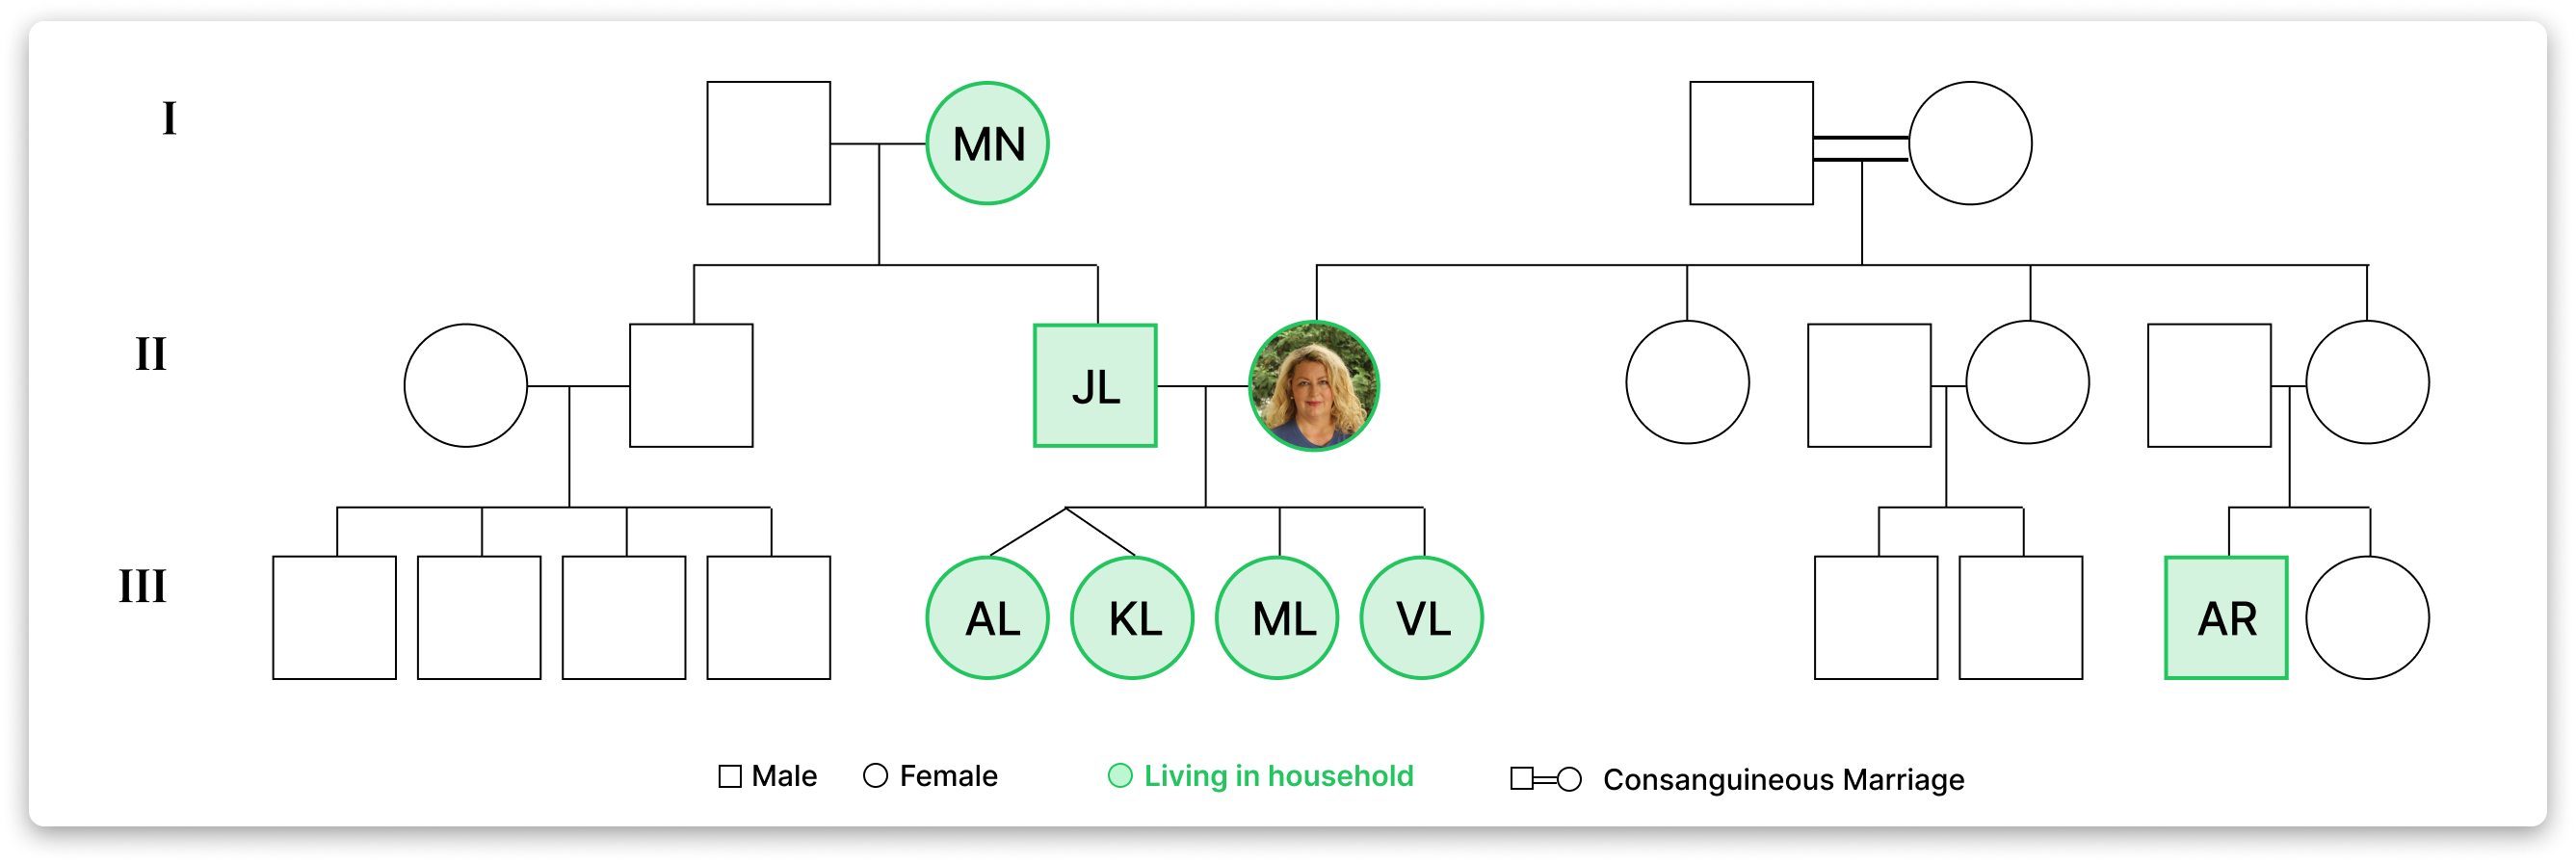 I
MN
II
JL
III
AL KL ML VL AR
Male Female Living in household Consanguineous Marriage